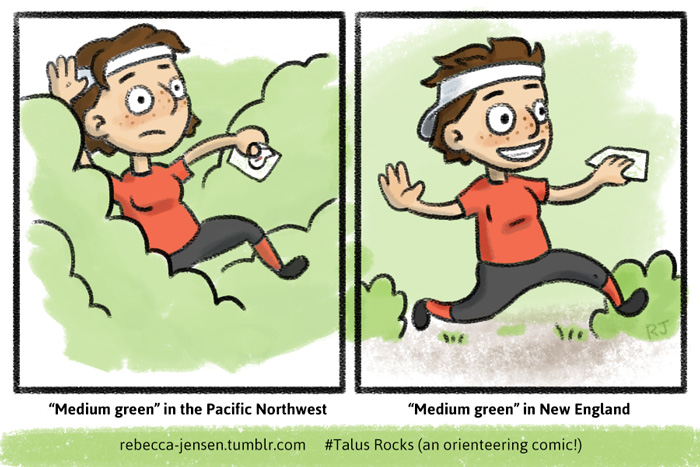 RJ
“Medium green” in the Pacific Northwest
“Medium green” in New England
rebecca-jensen.tumblr.com #Talus Rocks (an orienteering comic!)